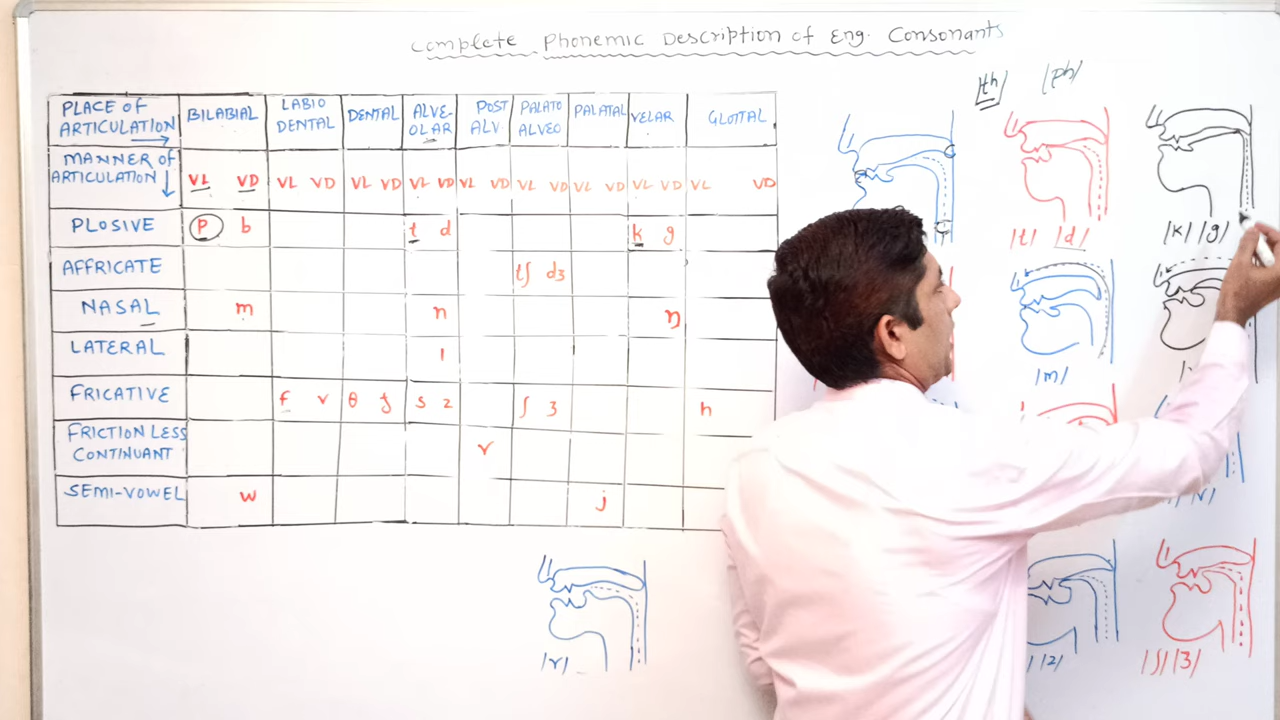 Complete Phonemic Description of Eng. Consonants
|th| |ph|
PLACE OF ARTICULATION BILABIAL LABIO DENTAL DENTAL ALVE-OLAR POST ALV. PALATO ALVEO PALATAL VELAR GLOTTAL
MANNER OF ARTICULATION VL VD VL VD VL VD VL VD VL VD VL VD VL VD VL VD VL VD
PLOSIVE p b t d k g
AFFRICATE tʃ dʒ
NASAL m n ŋ
LATERAL l
FRICATIVE f v θ ð s z ʃ ʒ h
FRICTION LESS CONTINUANT r
SEMI-VOWEL w j
|t| |d|
|k| |g|
|m|
|r|
|z|
|ʃ| |ʒ|